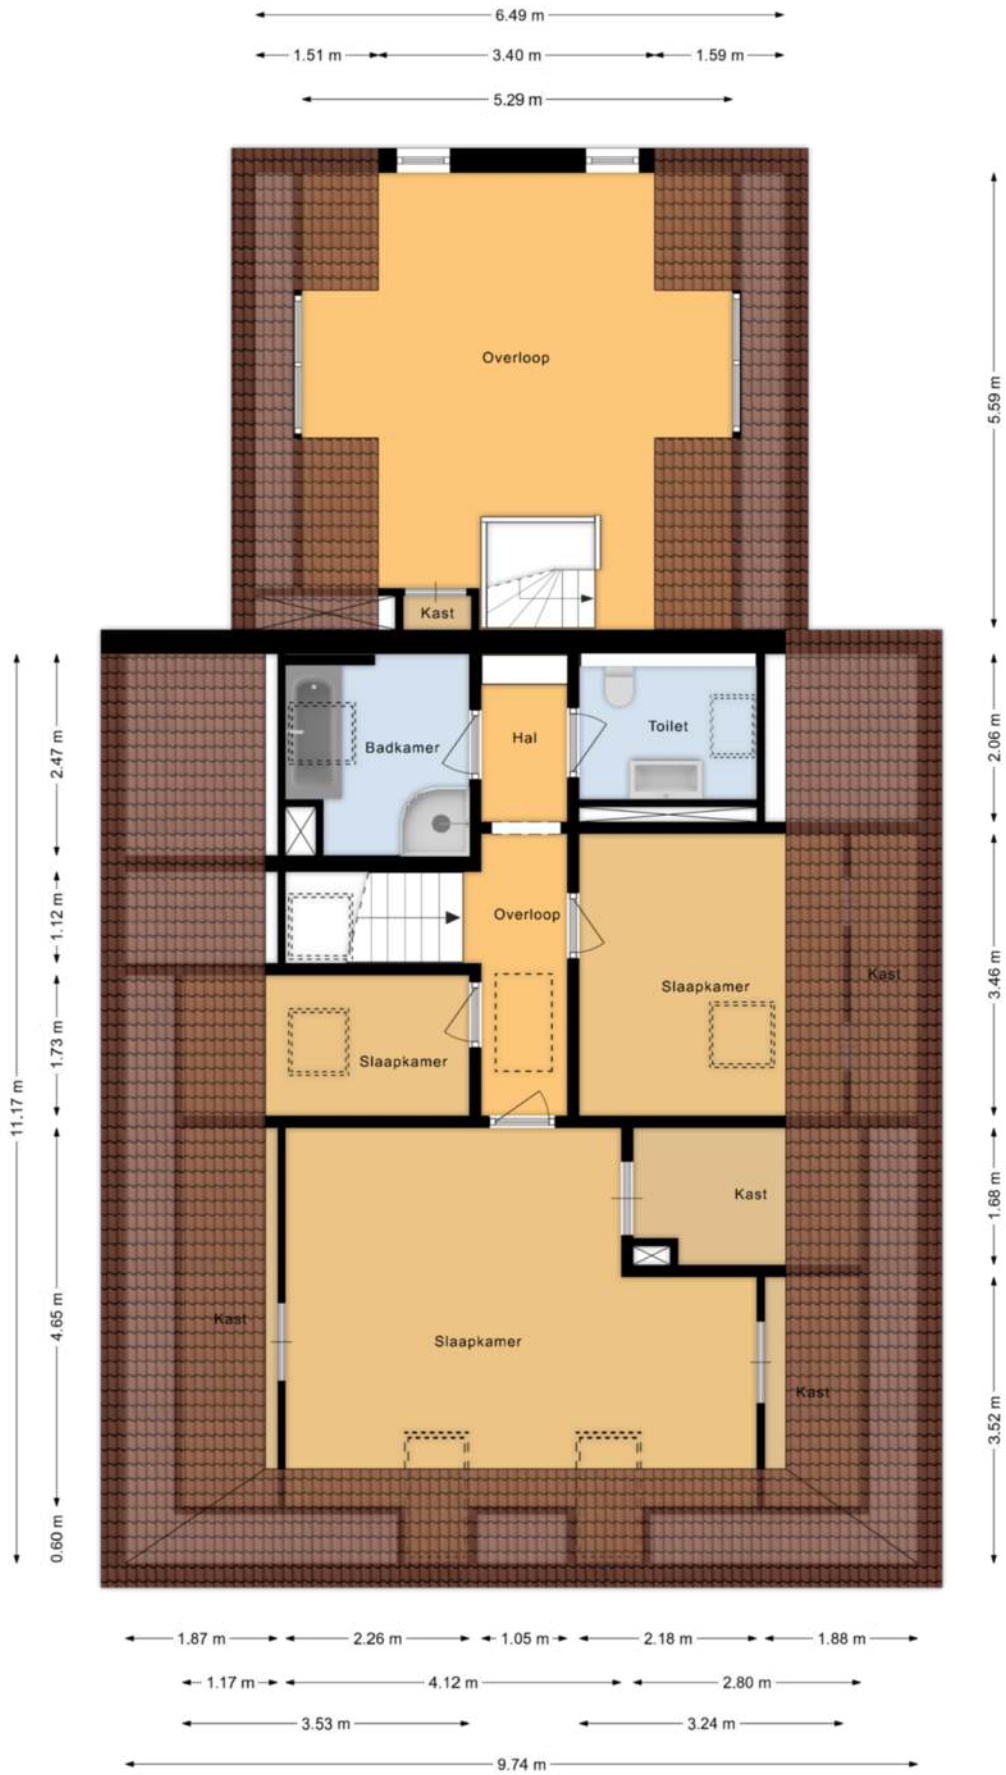 6.49 m
1.51 m
3.40 m
1.59 m
5.29 m
5.59 m
Overloop
Kast
2.47 m
2.06 m
Badkamer
Hal
Toilet
1.12 m
Overloop
3.46 m
Kast
Slaapkamer
1.73 m
Slaapkamer
11.17 m
1.68 m
Kast
4.65 m
Kast
Slaapkamer
Kast
3.52 m
0.60 m
1.87 m
2.26 m
1.05 m
2.18 m
1.88 m
1.17 m
4.12 m
2.80 m
3.53 m
3.24 m
9.74 m